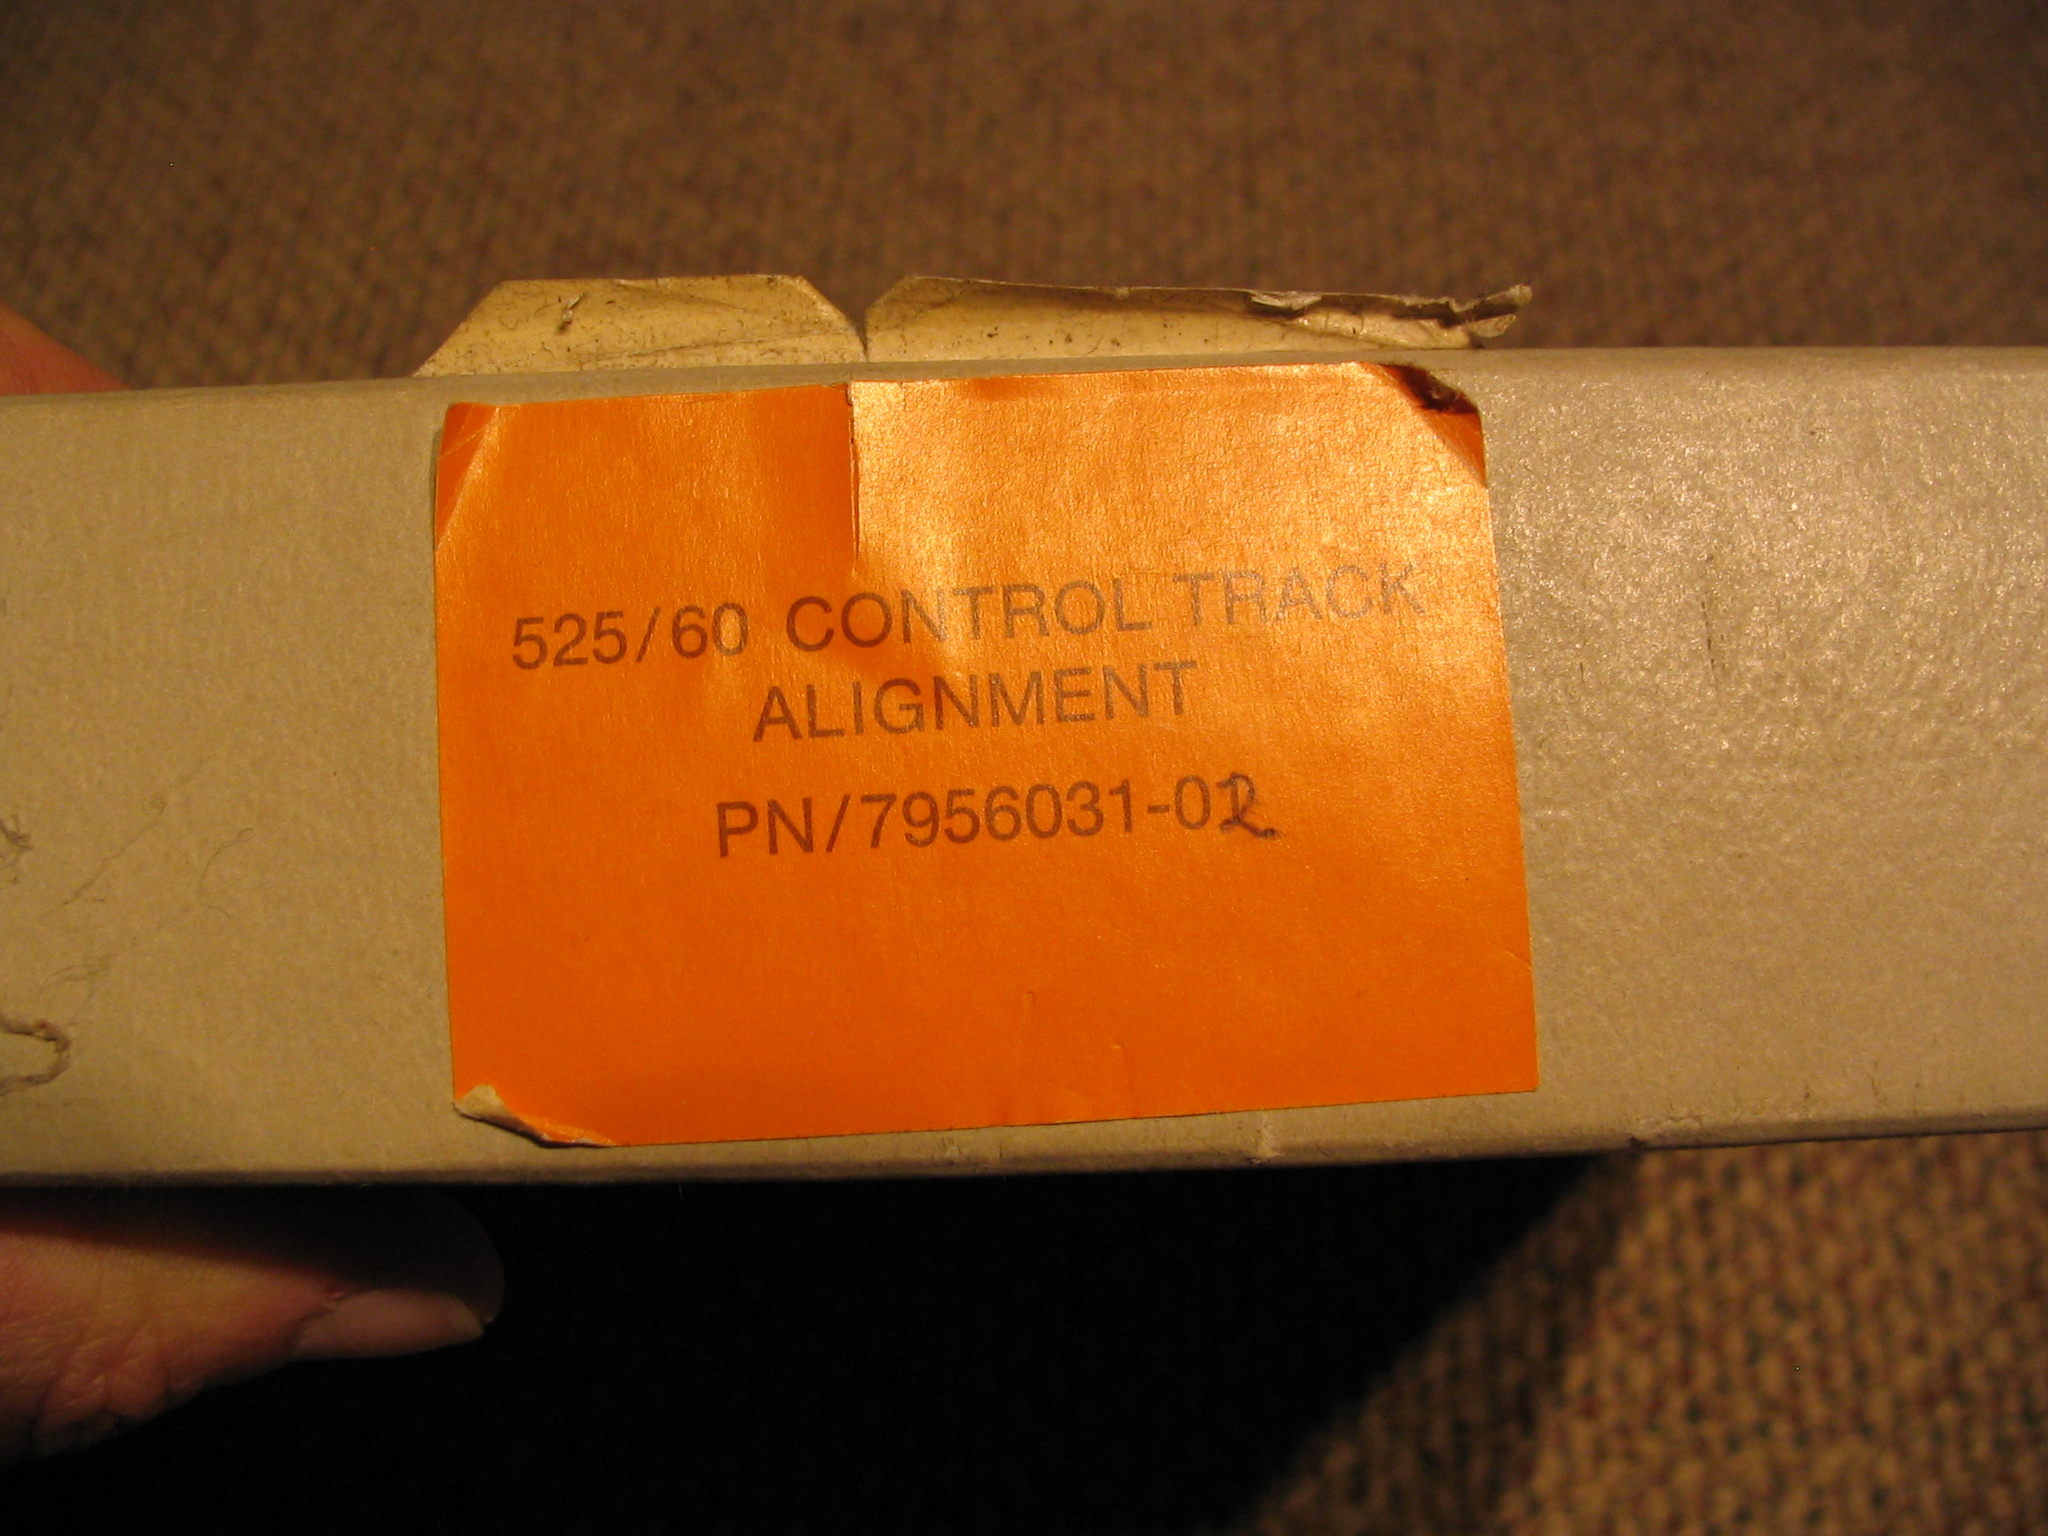 525/60 CONTROL TRACK
ALIGNMENT
PN/7956031-02